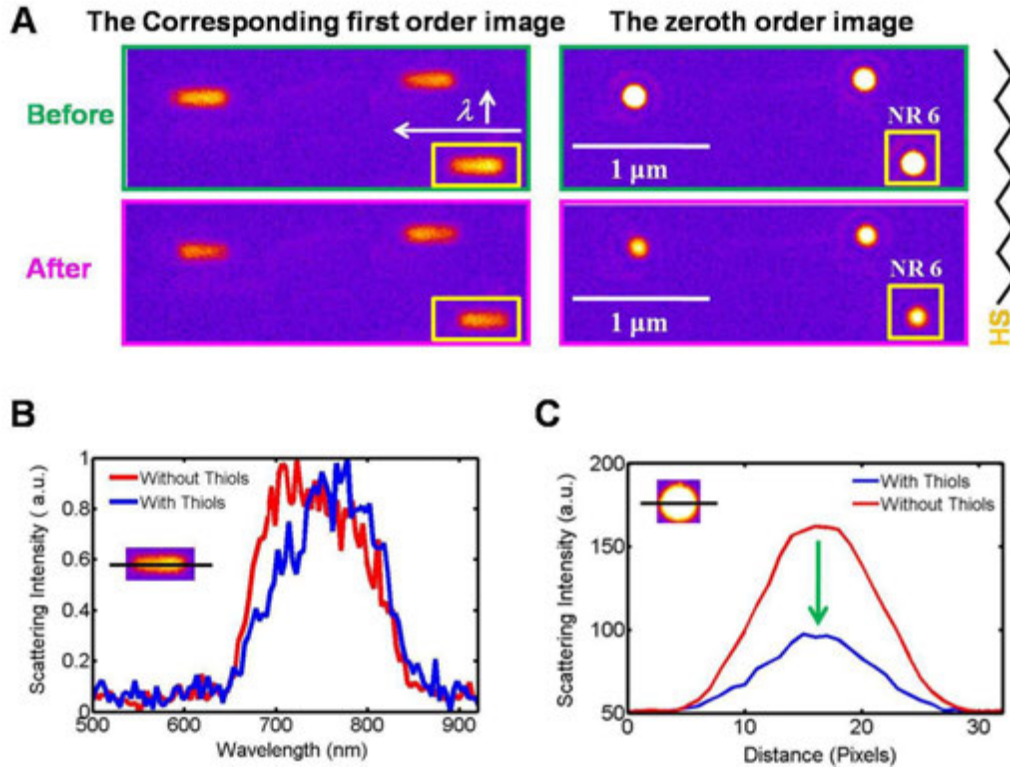 A
The Corresponding first order image
The zeroth order image
Before
λ
NR 6
1 µm
After
NR 6
1 µm
HS
B
Without Thiols
With Thiols
Scattering Intensity ( a.u.)
1
0.8
0.6
0.4
0.2
0
500
600
700
800
900
Wavelength (nm)
C
With Thiols
Without Thiols
Scattering Intensity (a.u.)
200
150
100
50
0
10
20
30
Distance (Pixels)